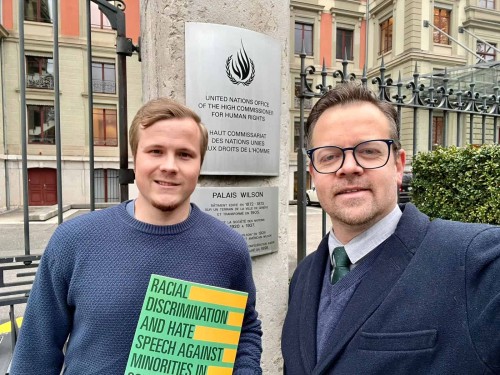 UNITED NATIONS OFFICE
OF THE HIGH COMMISSIONER
FOR HUMAN RIGHTS
HAUT COMMISSARIAT
DES NATIONS UNIES
AUX DROITS DE L'HOMME
PALAIS WILSON
RACIAL
DISCRIMINATION
AND HATE
SPEECH AGAINST
MINORITIES IN